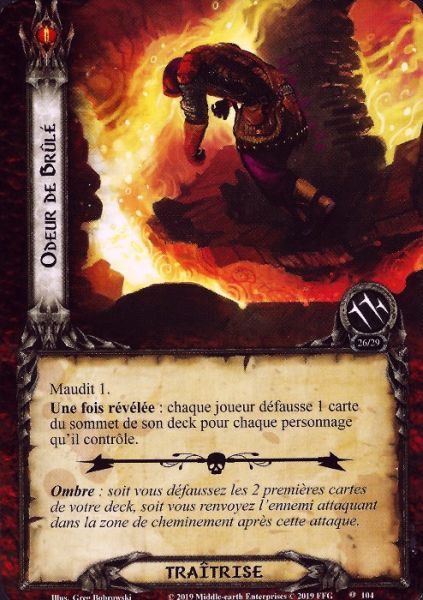 ODEUR DE BRÛLÉ
26/29
Maudit 1.
Une fois révélée : chaque joueur défausse 1 carte
du sommet de son deck pour chaque personnage
qu'il contrôle.
Ombre : soit vous défaussez les 2 premières cartes
de votre deck, soit vous renvoyez l'ennemi attaquant
dans la zone de cheminement après cette attaque.
TRAÎTRISE
Illus. Greg Bobrowski © 2019 Middle-earth Enterprises © 2019 FFG 104